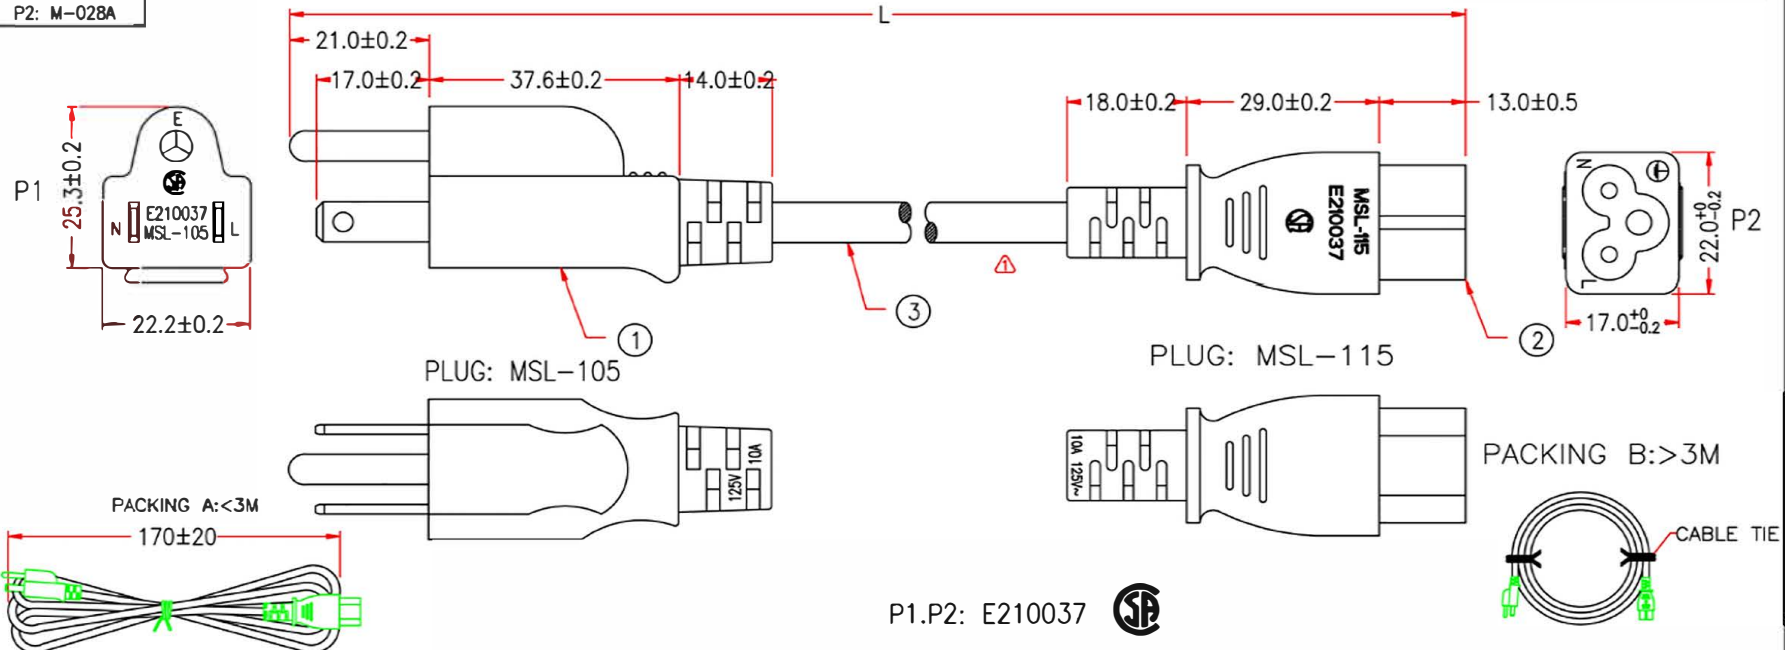 P2: M-028A
L
21.0±0.2
17.0±0.2
37.6±0.2
14.0±0.2
18.0±0.2
29.0±0.2
13.0±0.5
P1
25.3±0.2
E
E210037
MSL-105
N
L
22.2±0.2
1
3
1
MSL-115
E210037
2
N
L
22.0+0-0.2
P2
17.0+0-0.2
PLUG: MSL-105
PLUG: MSL-115
125V
10A
10A 125V~
PACKING A:<3M
170±20
PACKING B:>3M
CABLE TIE
P1.P2: E210037